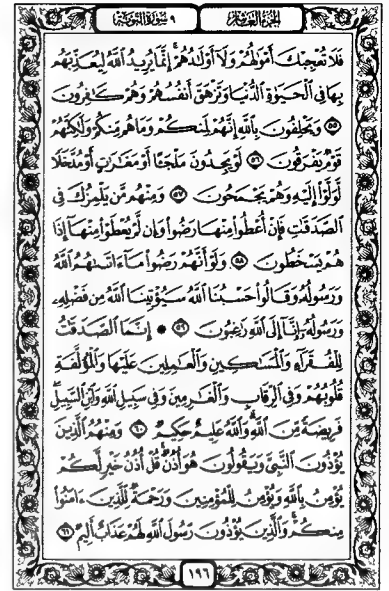 الجزء العاشر
٩ سورة التوبة
فَلَا تُعْجِبْكَ أَمْوَٰلُهُمْ وَلَآ أَوْلَٰدُهُمْ ۚ إِنَّمَا يُرِيدُ ٱللَّهُ لِيُعَذِّبَهُم
بِهَا فِى ٱلْحَيَوٰةِ ٱلدُّنْيَا وَتَزْهَقَ أَنفُسُهُمْ وَهُمْ كَٰفِرُونَ
٥٥ وَيَحْلِفُونَ بِٱللَّهِ إِنَّهُمْ لَمِنكُمْ وَمَا هُم مِّنكُمْ وَلَٰكِنَّهُمْ
قَوْمٌ يَفْرَقُونَ ٥٦ لَوْ يَجِدُونَ مَلْجَـًٔا أَوْ مَغَٰرَٰتٍ أَوْ مُدَّخَلًا
لَّوَلَّوْا۟ إِلَيْهِ وَهُمْ يَجْمَحُونَ ٥٧ وَمِنْهُم مَّن يَلْمِزُكَ فِى
ٱلصَّدَقَٰتِ فَإِنْ أُعْطُوا۟ مِنْهَا رَضُوا۟ وَإِن لَّمْ يُعْطَوْا۟ مِنْهَآ إِذَا
هُمْ يَسْخَطُونَ ٥٨ وَلَوْ أَنَّهُمْ رَضُوا۟ مَآ ءَاتَىٰهُمُ ٱللَّهُ
وَرَسُولُهُۥ وَقَالُوا۟ حَسْبُنَا ٱللَّهُ سَيُؤْتِينَا ٱللَّهُ مِن فَضْلِهِۦ
وَرَسُولُهُۥٓ إِنَّآ إِلَى ٱللَّهِ رَٰغِبُونَ ٥٩ ۞ إِنَّمَا ٱلصَّدَقَٰتُ
لِلْفُقَرَآءِ وَٱلْمَسَٰكِينِ وَٱلْعَٰمِلِينَ عَلَيْهَا وَٱلْمُؤَلَّفَةِ
قُلُوبُهُمْ وَفِى ٱلرِّقَابِ وَٱلْغَٰرِمِينَ وَفِى سَبِيلِ ٱللَّهِ وَٱبْنِ ٱلسَّبِيلِ ۖ
فَرِيضَةً مِّنَ ٱللَّهِ ۗ وَٱللَّهُ عَلِيمٌ حَكِيمٌ ٦٠ وَمِنْهُمُ ٱلَّذِينَ
يُؤْذُونَ ٱلنَّبِىَّ وَيَقُولُونَ هُوَ أُذُنٌ ۚ قُلْ أُذُنُ خَيْرٍ لَّكُمْ
يُؤْمِنُ بِٱللَّهِ وَيُؤْمِنُ لِلْمُؤْمِنِينَ وَرَحْمَةٌ لِّلَّذِينَ ءَامَنُوا۟
مِنكُمْ ۚ وَٱلَّذِينَ يُؤْذُونَ رَسُولَ ٱللَّهِ لَهُمْ عَذَابٌ أَلِيمٌ ٦١
١٩٦